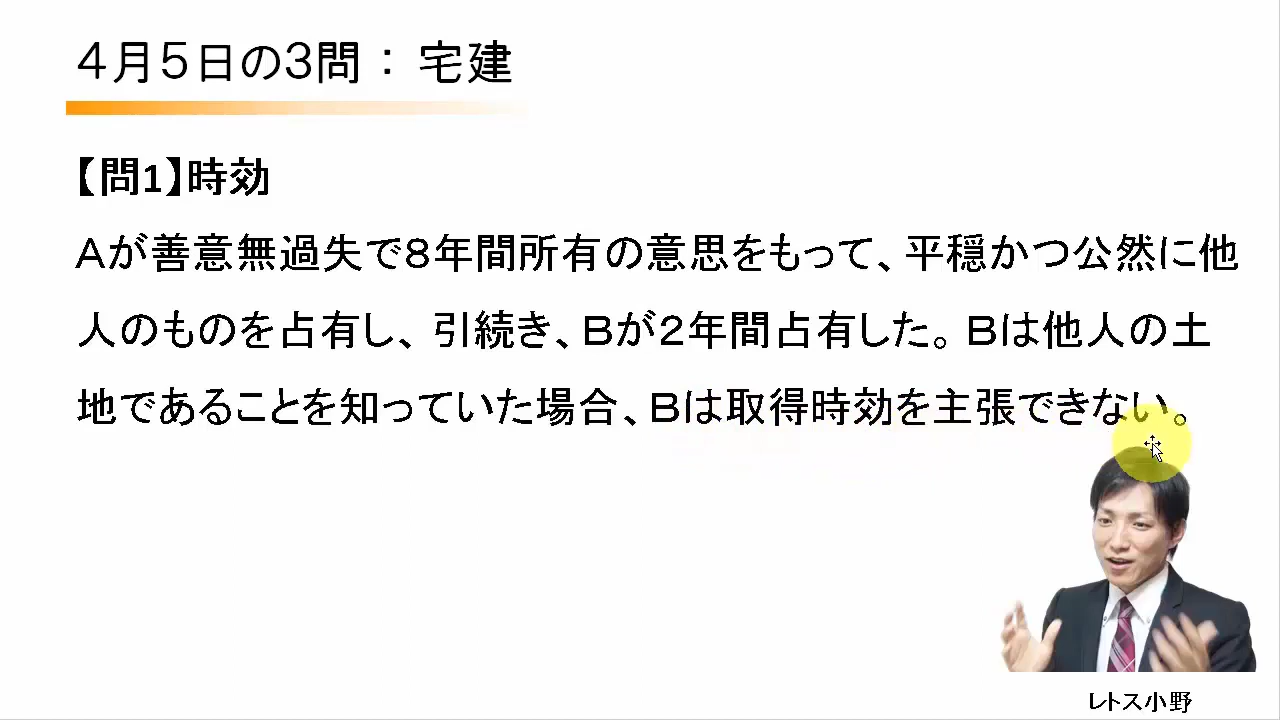 4月5日の3問：宅建
【問1】時効
Aが善意無過失で8年間所有の意思をもって、平穏かつ公然に他
人のものを占有し、引続き、Bが2年間占有した。Bは他人の土
地であることを知っていた場合、Bは取得時効を主張できない。
レトス小野